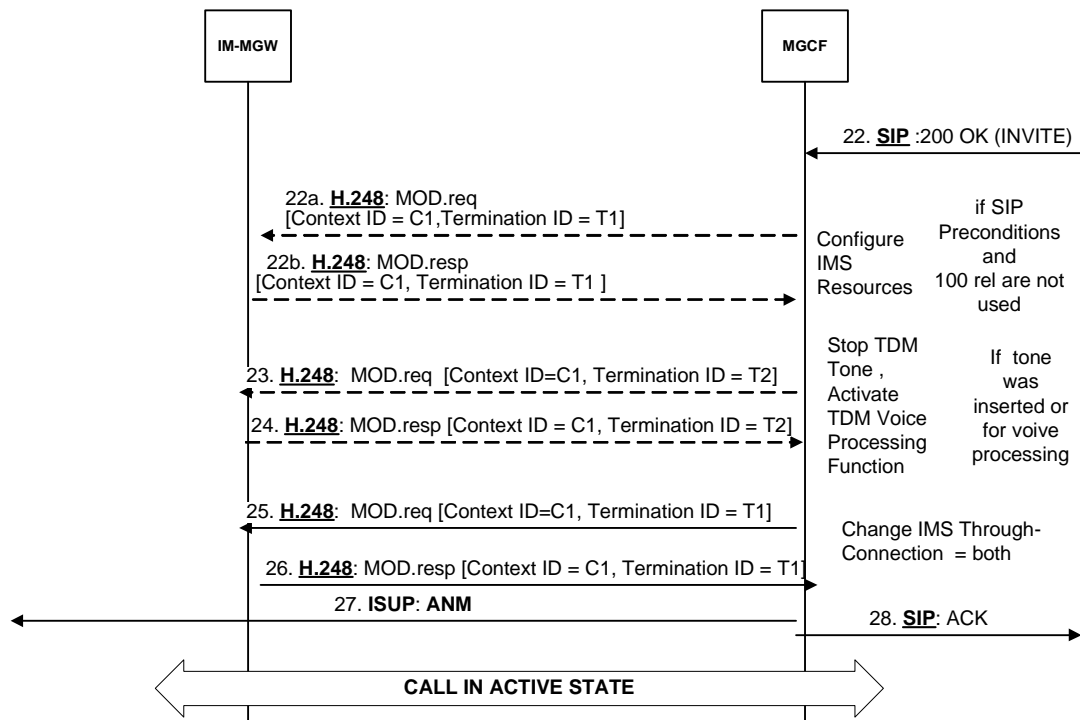 IM-MGW
MGCF
22. SIP :200 OK (INVITE)
22a. H.248: MOD.req
[Context ID = C1,Termination ID = T1]
22b. H.248: MOD.resp
[Context ID = C1, Termination ID = T1 ]
Configure
IMS
Resources
if SIP
Preconditions
and
100 rel are not
used
23. H.248:  MOD.req  [Context ID=C1, Termination ID = T2]
24. H.248: MOD.resp [Context ID = C1, Termination ID = T2]
Stop TDM
Tone ,
Activate
TDM Voice
Processing
Function
If  tone
was
inserted or
for voive
processing
25. H.248:  MOD.req [Context ID=C1, Termination ID = T1]
26. H.248: MOD.resp [Context ID = C1, Termination ID = T1]
Change IMS Through-
Connection  = both
27. ISUP: ANM
28. SIP: ACK
CALL IN ACTIVE STATE